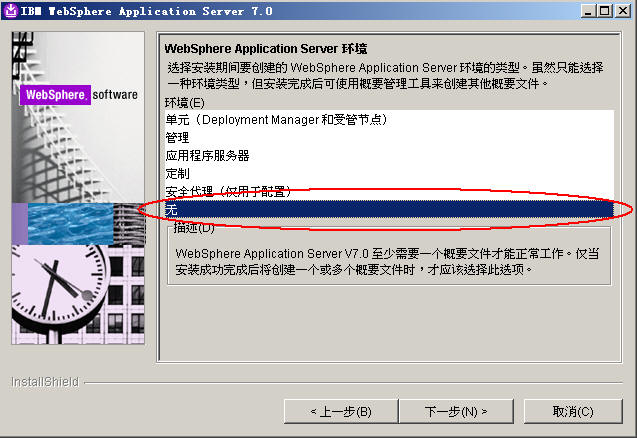 IBM WebSphere Application Server 7.0
WebSphere. software
WebSphere Application Server 环境
选择安装期间要创建的 WebSphere Application Server 环境的类型。虽然只能选择
一种环境类型，但安装完成后可使用概要管理工具来创建其他概要文件。
环境(E)
单元（Deployment Manager 和受管节点）
管理
应用程序服务器
定制
安全代理（仅用于配置）
无
描述(D)
WebSphere Application Server V7.0 至少需要一个概要文件才能正常工作。仅当
安装成功完成后将创建一个或多个概要文件时，才应该选择此选项。
InstallShield
< 上一步(B)
下一步(N) >
取消(C)